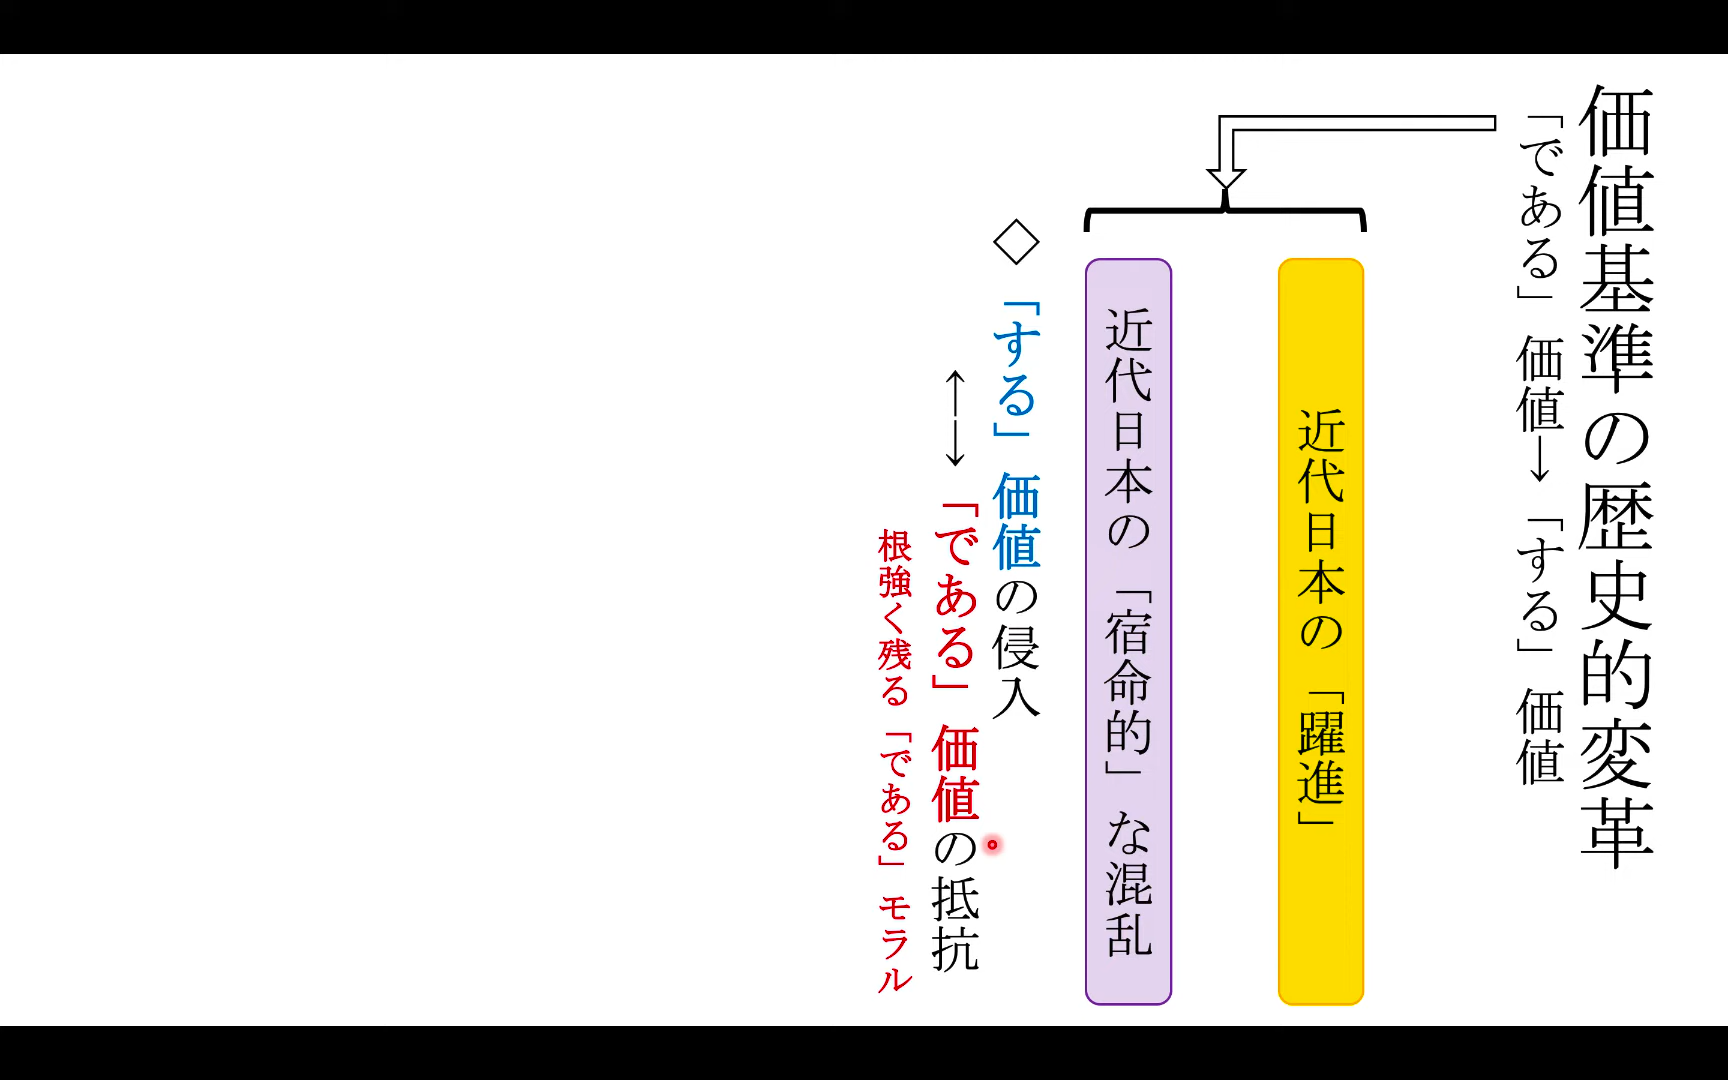 価値基準の歴史的変革
「である」価値→「する」価値
近代日本の「躍進」
近代日本の「宿命的」な混乱
◇「する」価値の侵入
←→「である」価値の抵抗
根強く残る「である」モラル